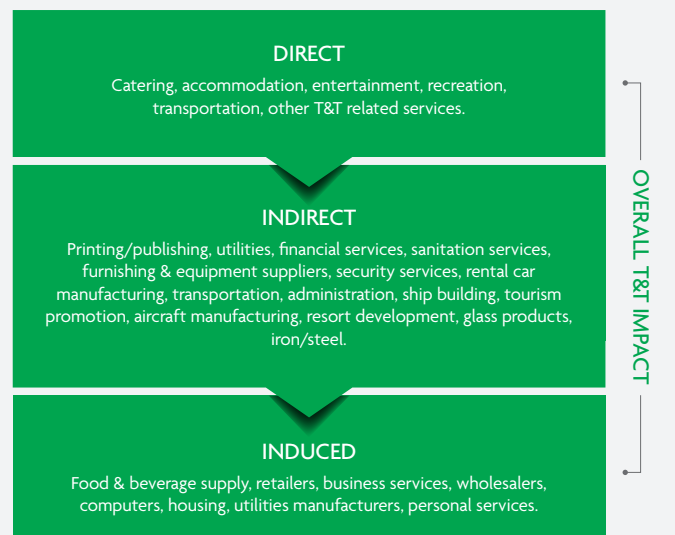 DIRECT
Catering, accommodation, entertainment, recreation,
transportation, other T&T related services.
INDIRECT
Printing/publishing, utilities, financial services, sanitation services,
furnishing & equipment suppliers, security services, rental car
manufacturing, transportation, administration, ship building, tourism
promotion, aircraft manufacturing, resort development, glass products,
iron/steel.
INDUCED
Food & beverage supply, retailers, business services, wholesalers,
computers, housing, utilities manufacturers, personal services.
OVERALL T&T IMPACT